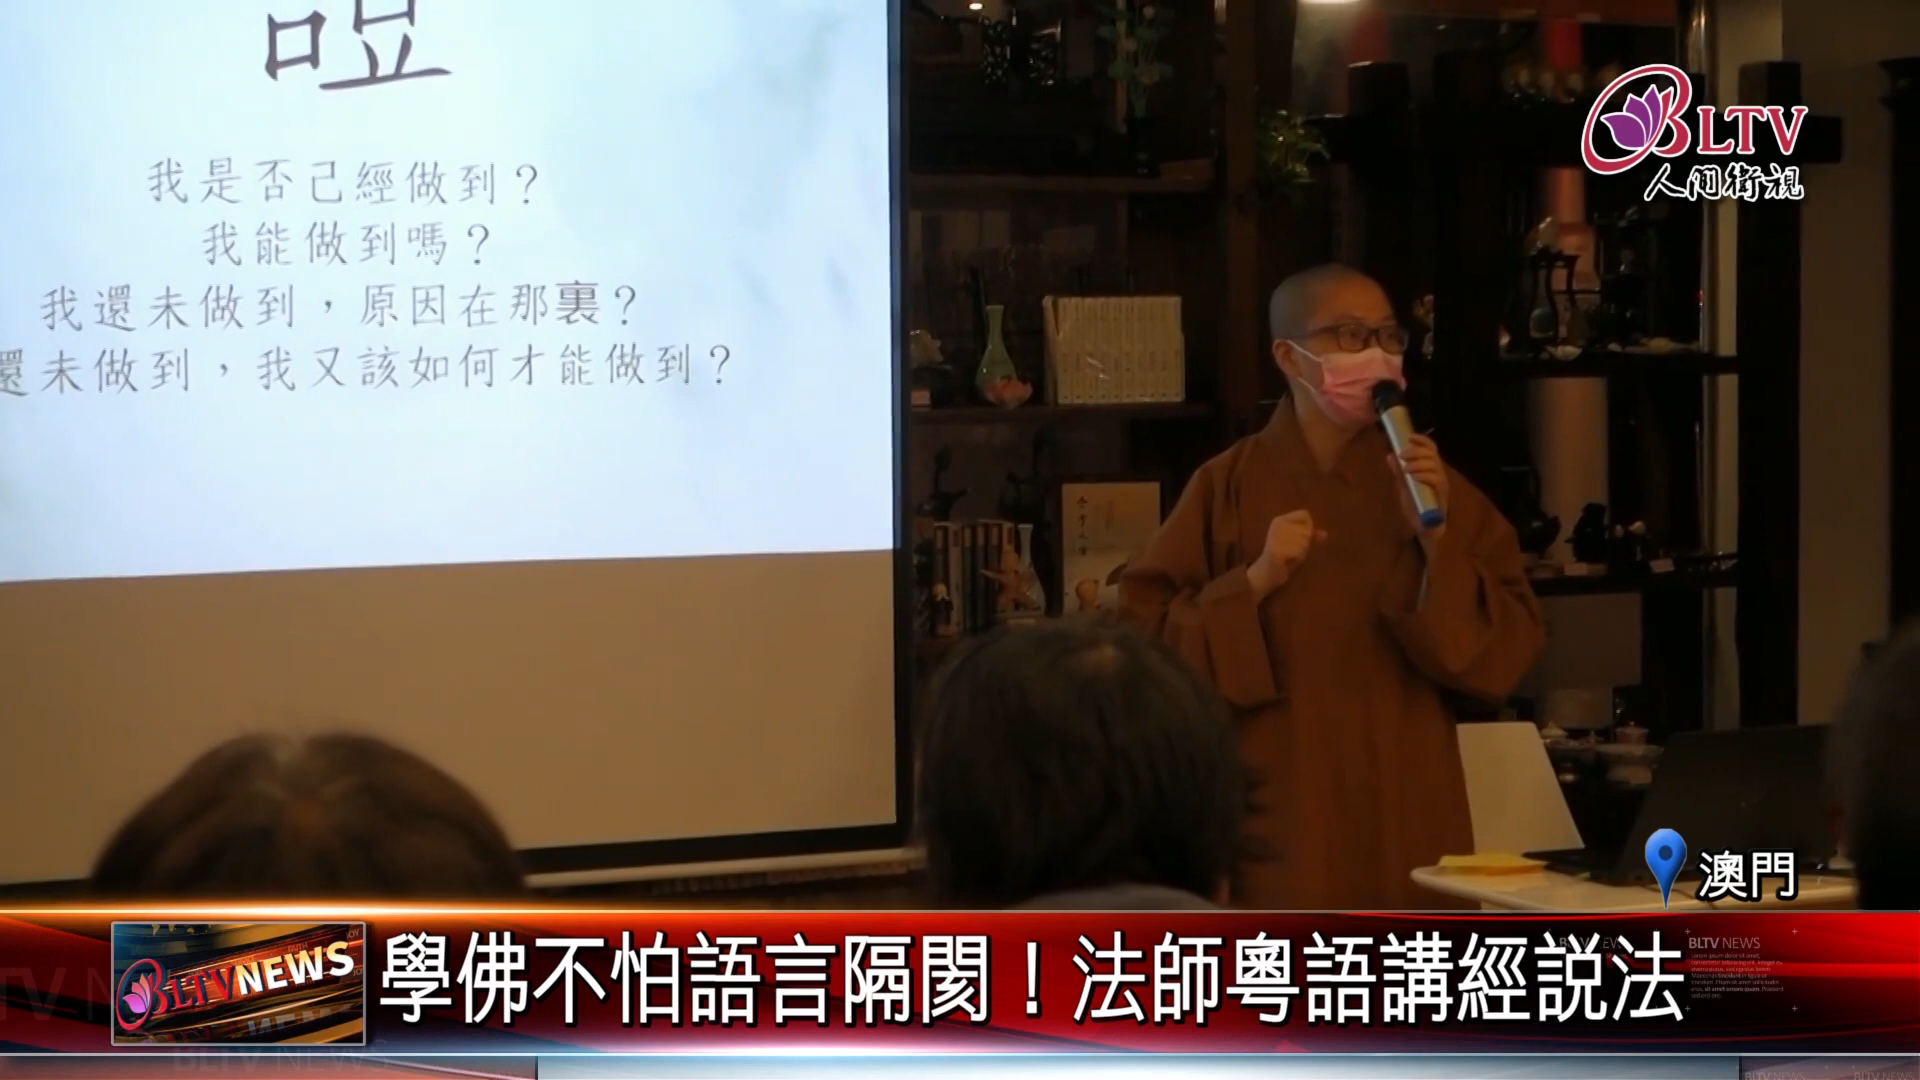 我是否已經做到？
我能做到嗎？
我還未做到，原因在那裏？
還未做到，我又該如何才能做到？
BLTV
人間衛視
澳門
BLTV NEWS
學佛不怕語言隔閡！法師粵語講經説法
BLTV NEWS